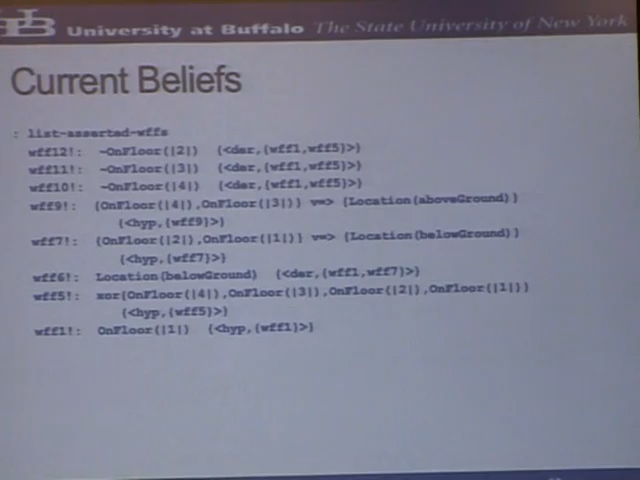 UB University at Buffalo The State University of New York
Current Beliefs
: list-asserted-wffs
wff12!: ~OnFloor(|2|) {<der,{wff1,wff5}>}
wff11!: ~OnFloor(|3|) {<der,{wff1,wff5}>}
wff10!: ~OnFloor(|4|) {<der,{wff1,wff5}>}
wff9!: {OnFloor(|4|),OnFloor(|3|)} v=> {Location(aboveGround)}
{<hyp,{wff9}>}
wff7!: {OnFloor(|2|),OnFloor(|1|)} v=> {Location(belowGround)}
{<hyp,{wff7}>}
wff6!: Location(belowGround) {<der,{wff1,wff7}>}
wff5!: xor{OnFloor(|4|),OnFloor(|3|),OnFloor(|2|),OnFloor(|1|)}
{<hyp,{wff5}>}
wff1!: OnFloor(|1|) {<hyp,{wff1}>}